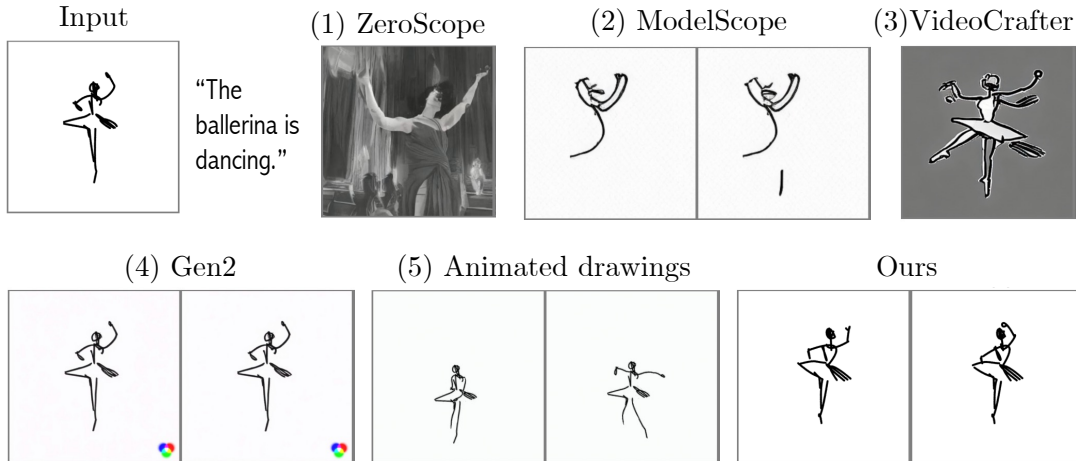 Input
(1) ZeroScope
(2) ModelScope
(3)VideoCrafter
“The
ballerina is
dancing.”
(4) Gen2
(5) Animated drawings
Ours